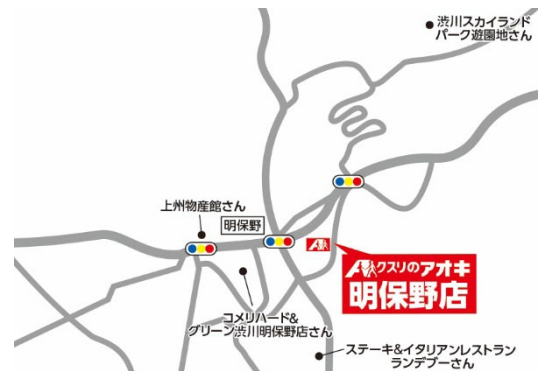 渋川スカイランド
パーク遊園地さん
上州物産館さん
明保野
クスリのアオキ
明保野店
コメリハード&
グリーン渋川明保野店さん
ステーキ&イタリアンレストラン
ランデブーさん